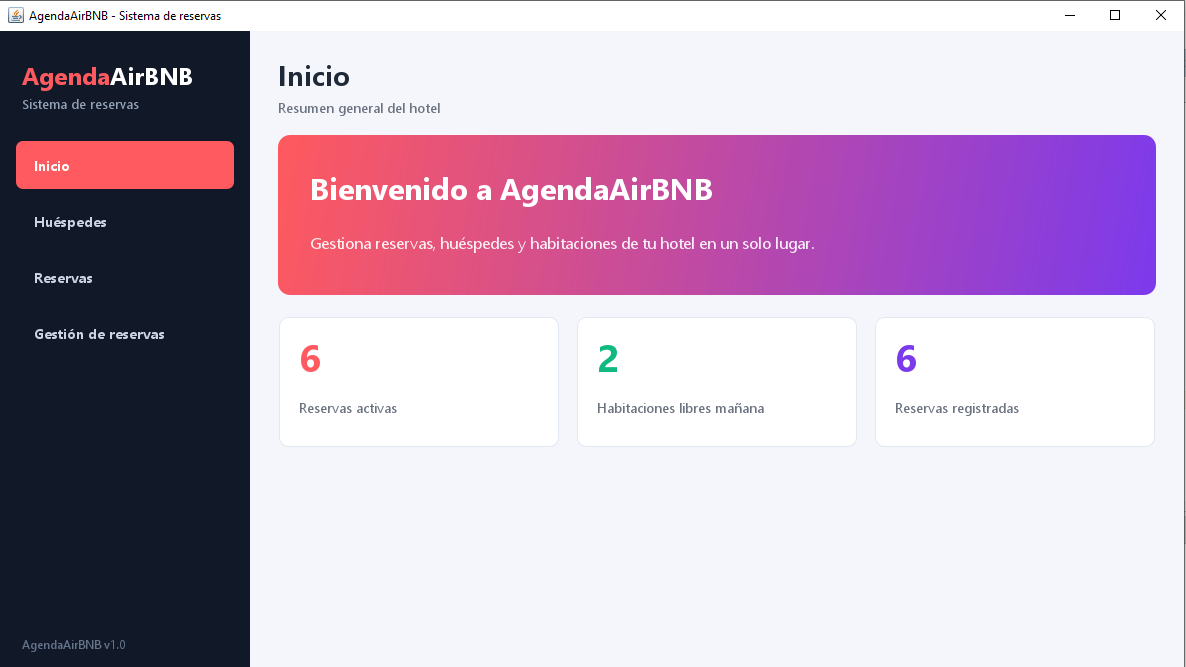 AgendaAirBNB - Sistema de reservas
AgendaAirBNB
Sistema de reservas
Inicio
Huéspedes
Reservas
Gestión de reservas
AgendaAirBNB v1.0
Inicio
Resumen general del hotel
Bienvenido a AgendaAirBNB
Gestiona reservas, huéspedes y habitaciones de tu hotel en un solo lugar.
6
Reservas activas
2
Habitaciones libres mañana
6
Reservas registradas